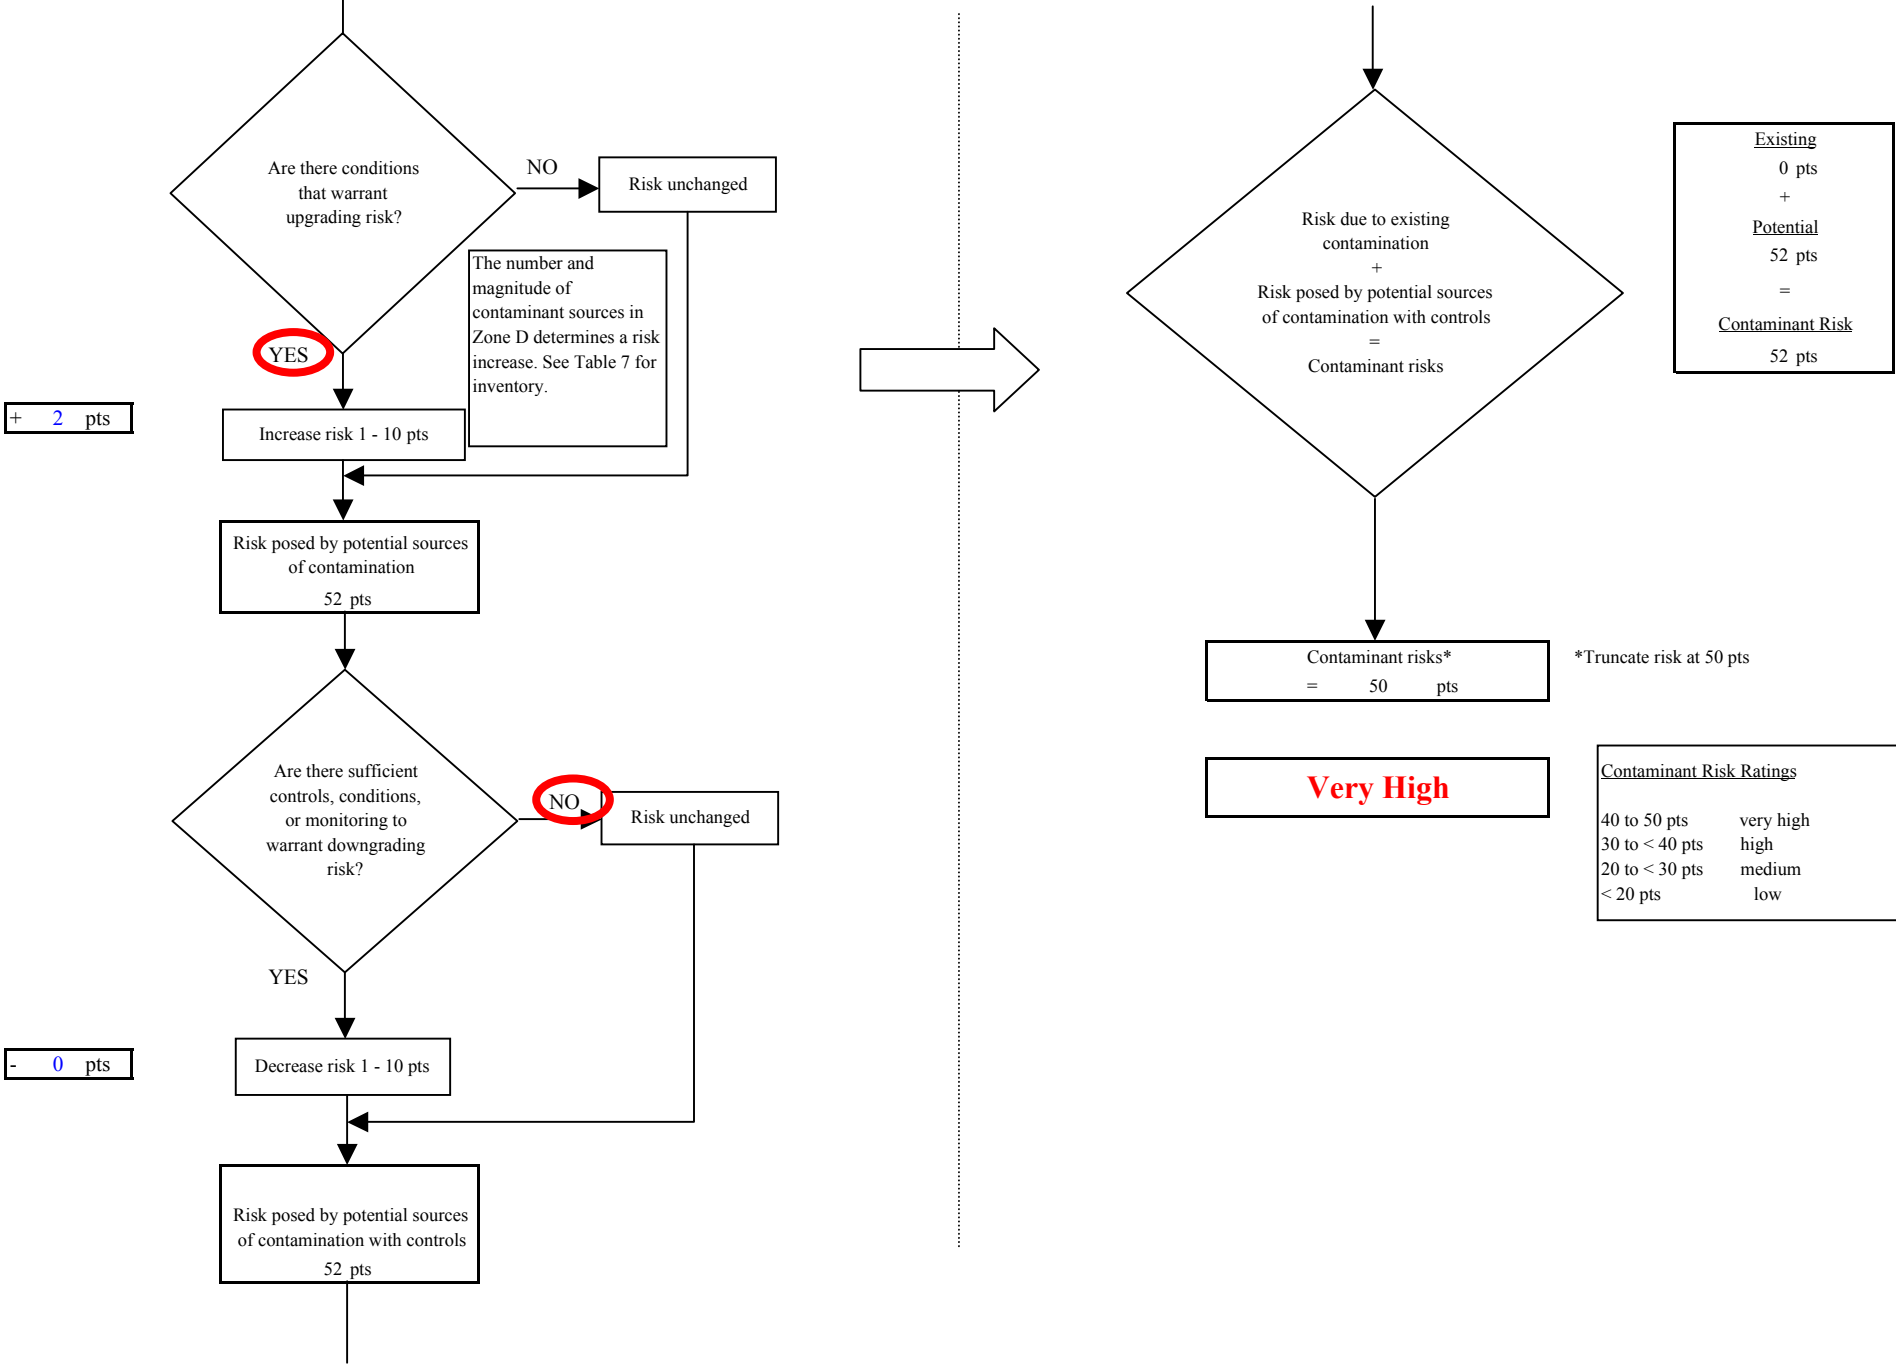 Are there conditions
that warrant
upgrading risk?
NO
Risk unchanged
The number and
magnitude of
contaminant sources in
Zone D determines a risk
increase. See Table 7 for
inventory.
YES
+ 2 pts
Increase risk 1 - 10 pts
Risk posed by potential sources
of contamination
52 pts
Are there sufficient
controls, conditions,
or monitoring to
warrant downgrading
risk?
NO
Risk unchanged
YES
- 0 pts
Decrease risk 1 - 10 pts
Risk posed by potential sources
of contamination with controls
52 pts
Risk due to existing
contamination
+
Risk posed by potential sources
of contamination with controls
=
Contaminant risks
Existing
0 pts
+
Potential
52 pts
=
Contaminant Risk
52 pts
Contaminant risks*
= 50 pts
*Truncate risk at 50 pts
Very High
Contaminant Risk Ratings
40 to 50 pts very high
30 to < 40 pts high
20 to < 30 pts medium
< 20 pts low